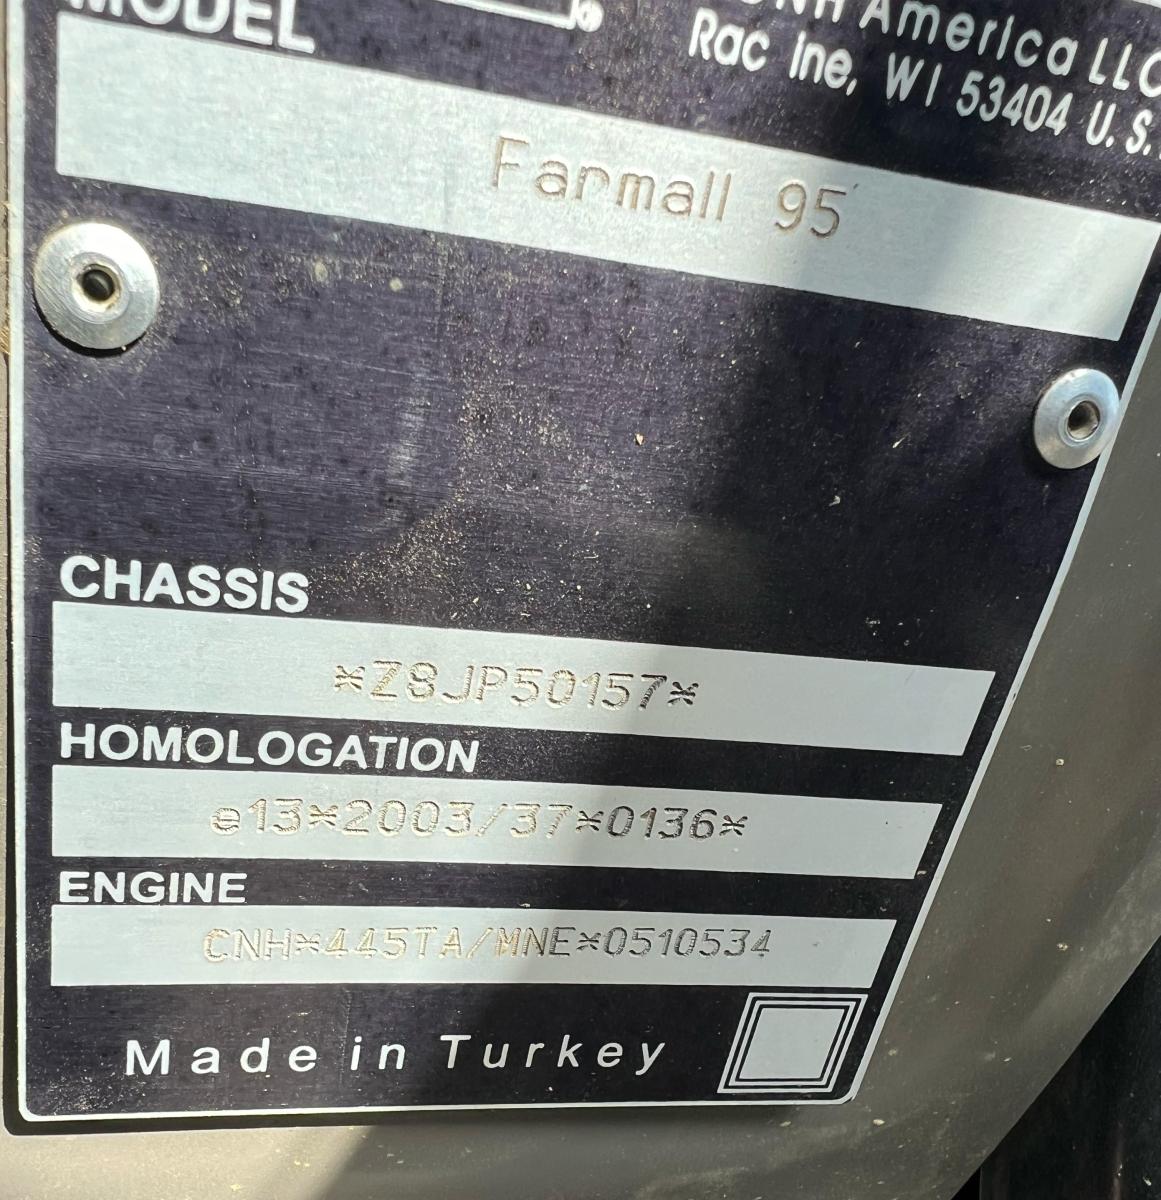 MODEL
®
CNH America LLC
Rac ine, WI 53404 U.S.
Farmall 95
CHASSIS
*Z8JP50157*
HOMOLOGATION
e13*2003/37*0136*
ENGINE
CNH*445TA/MNE*0510534
Made in Turkey